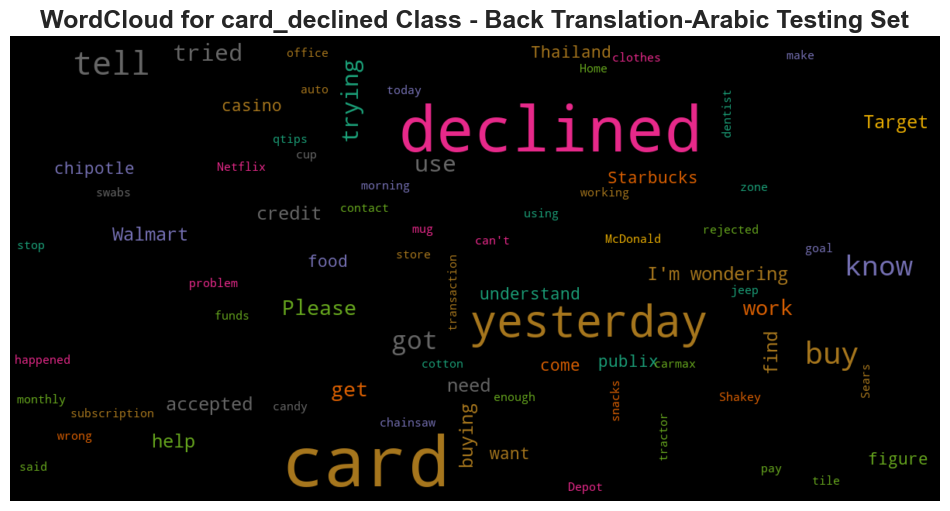 WordCloud for card_declined Class - Back Translation-Arabic Testing Set
tell
tried
office
Thailand
clothes
make
Home
auto
today
trying
casino
declined
dentist
Target
qtips
cup
chipotle
Netflix
use
Starbucks
morning
swabs
working
zone
credit
contact
using
stop
Walmart
mug
can't
McDonald
rejected
goal
food
store
I'm wondering
know
problem
transaction
understand
jeep
Please
funds
yesterday
work
got
find
buy
happened
cotton
come
publix
carmax
Sears
get
need
enough
snacks
Shakey
monthly
subscription
accepted
candy
chainsaw
buying
tractor
wrong
help
card
want
figure
said
pay
tile
Depot